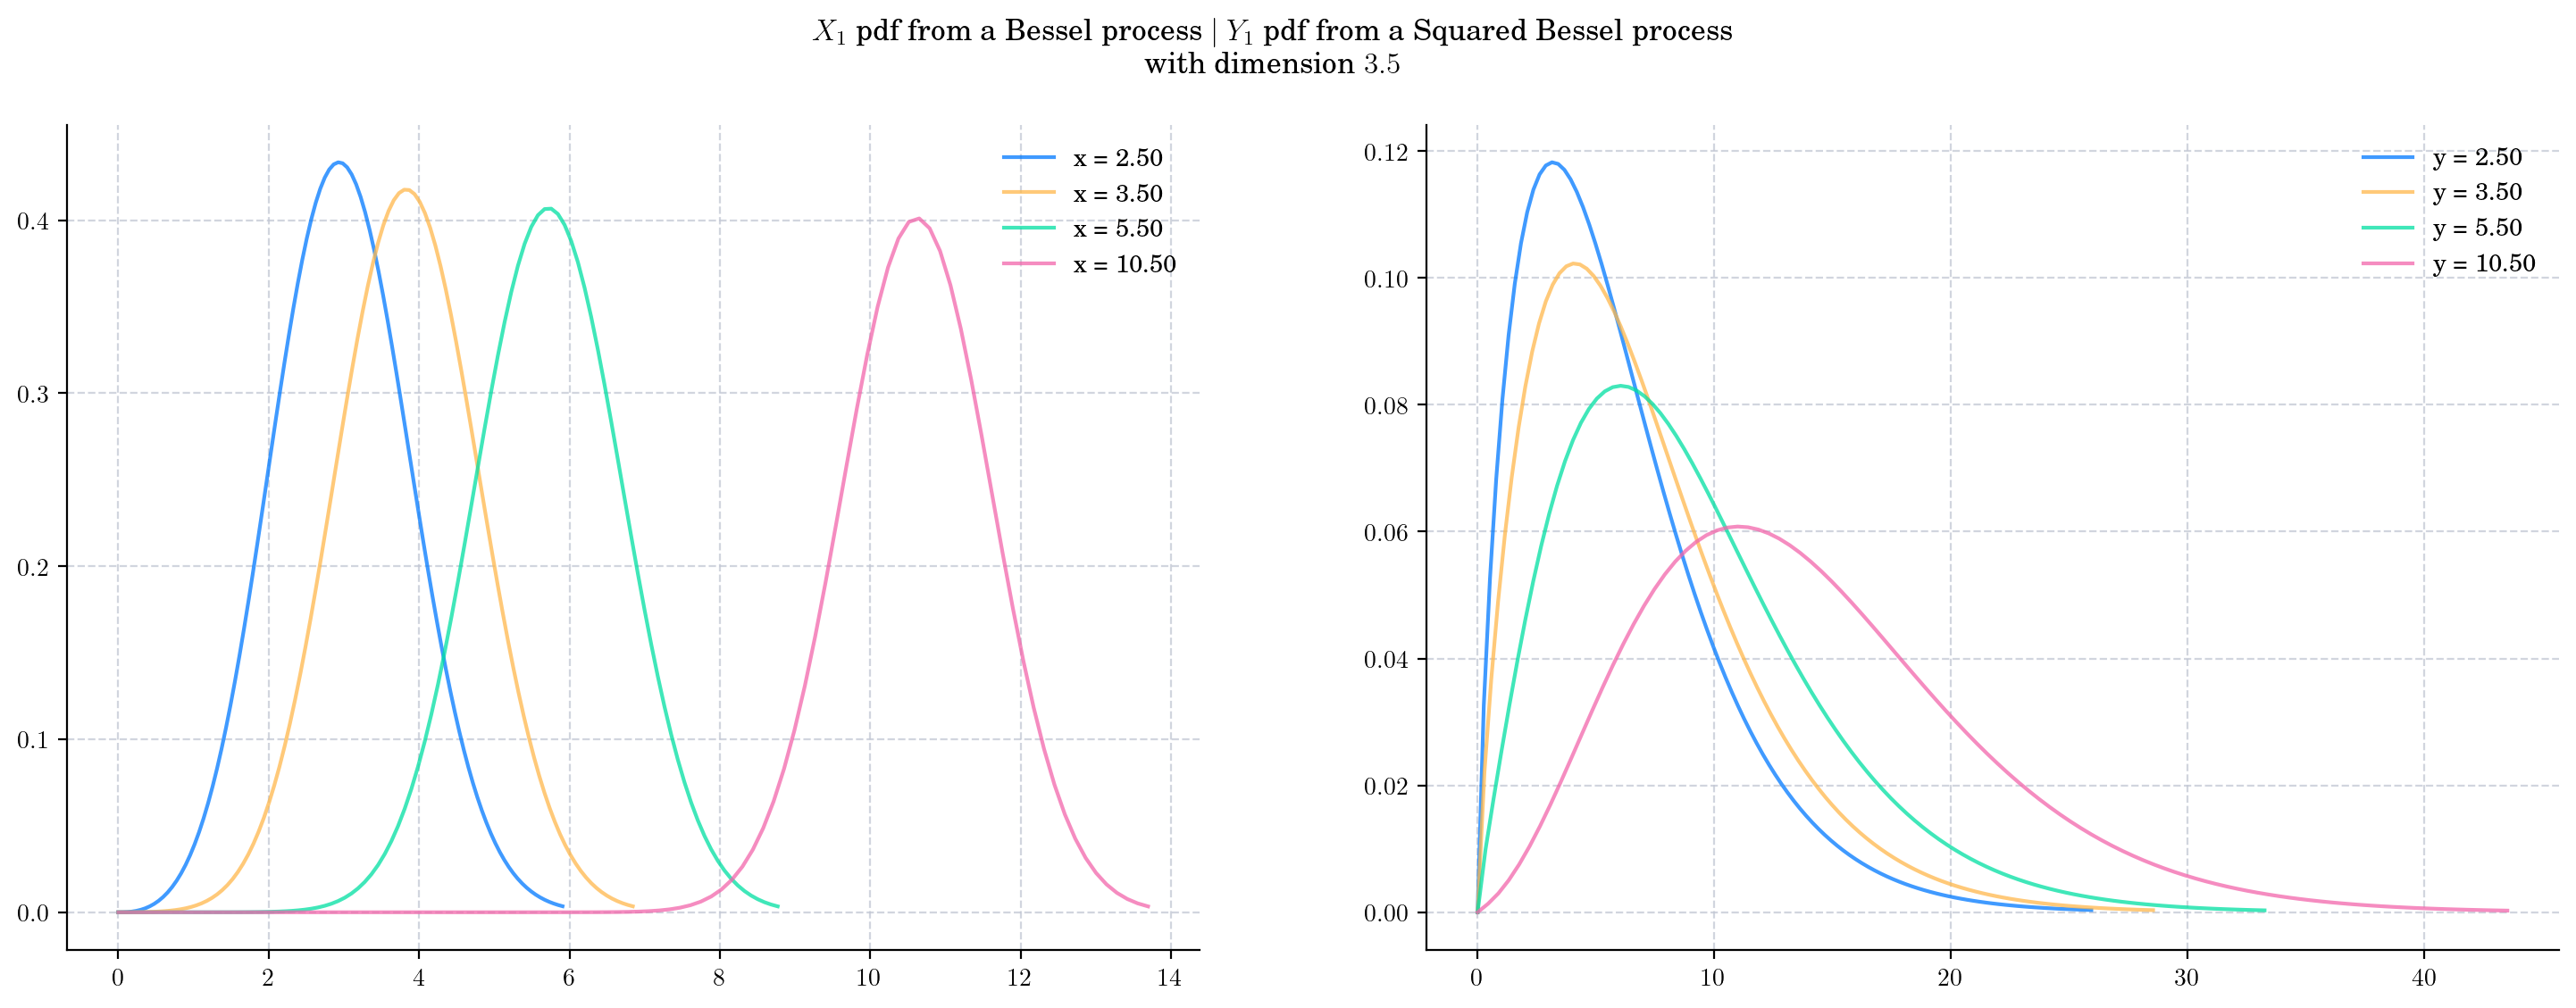 X₁ pdf from a Bessel process | Y₁ pdf from a Squared Bessel process
with dimension 3.5
x = 2.50
x = 3.50
x = 5.50
x = 10.50
0.4
0.3
0.2
0.1
0.0
0 2 4 6 8 10 12 14
y = 2.50
y = 3.50
y = 5.50
y = 10.50
0.12
0.10
0.08
0.06
0.04
0.02
0.00
0 10 20 30 40